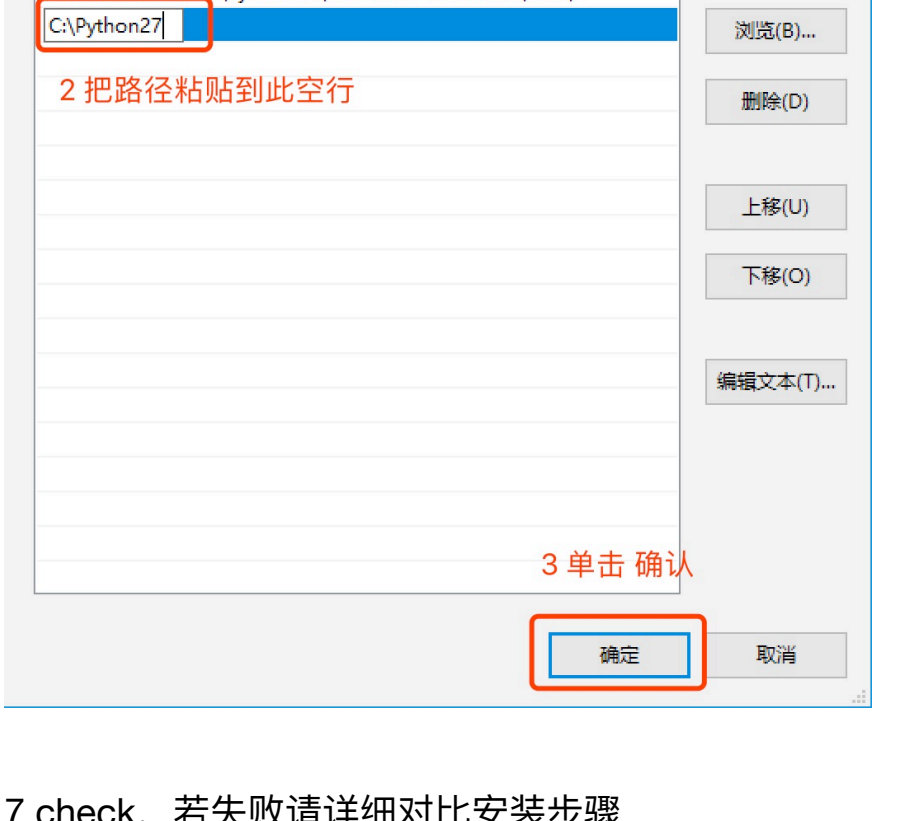 C:\Python27
浏览(B)...
2 把路径粘贴到此空行
删除(D)
上移(U)
下移(O)
编辑文本(T)...
3 单击 确认
确定
取消
7 check，若失败请详细对比安装步骤